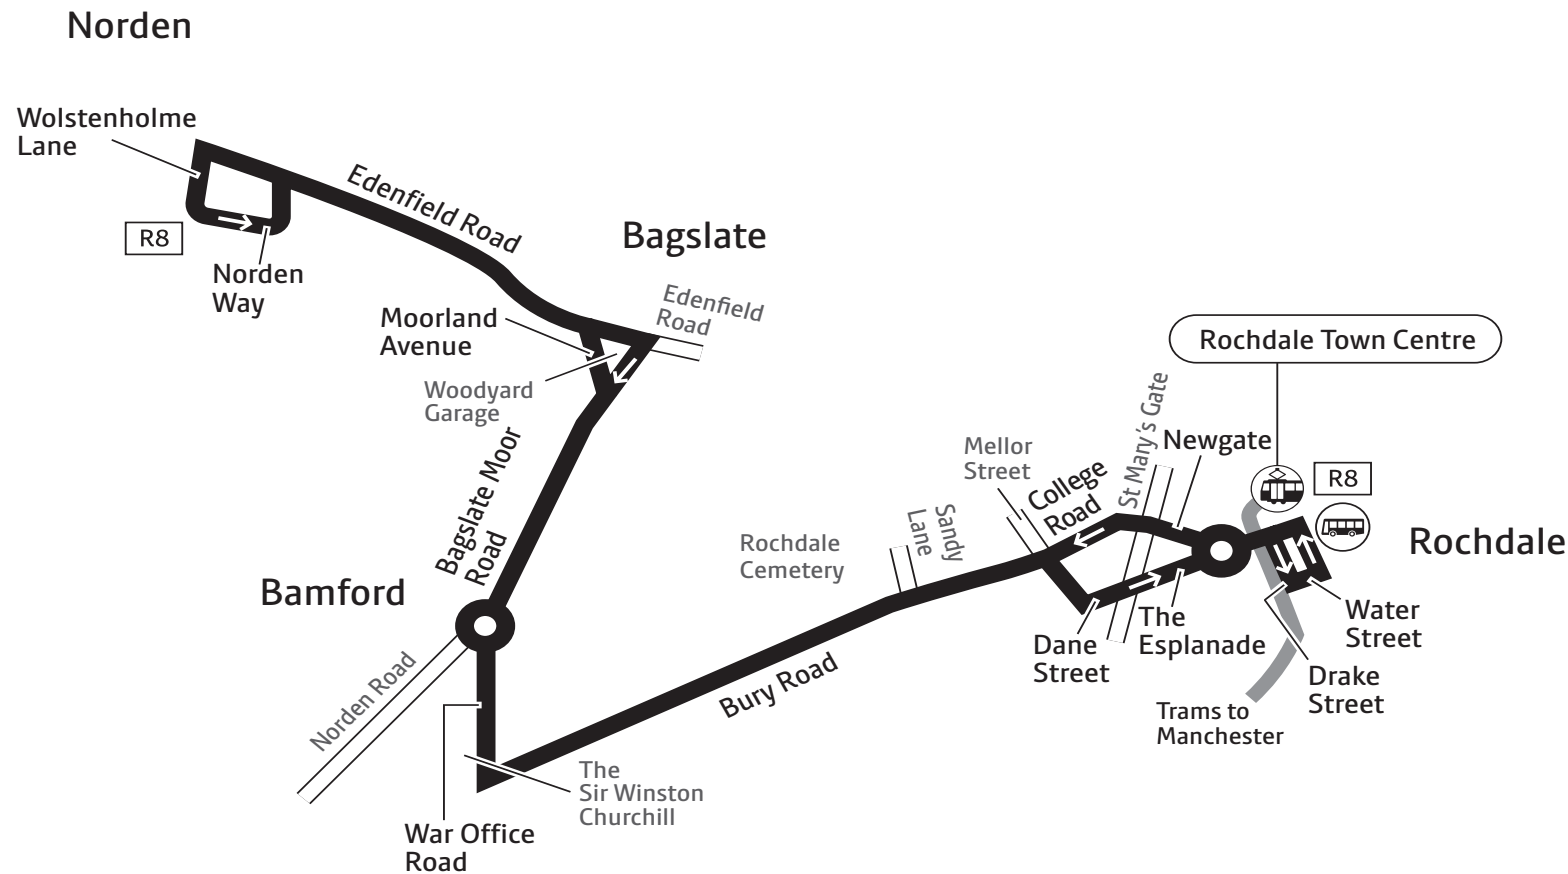 Norden
Wolstenholme
Lane
Edenfield Road
R8
Norden
Way
Bagslate
Moorland
Avenue
Edenfield
Road
Woodyard
Garage
Rochdale Town Centre
St Mary's Gate
Newgate
Mellor
Street
College
Road
R8
Bagslate Moor
Road
Sandy
Lane
Rochdale
Cemetery
Rochdale
Bamford
Water
Street
The
Esplanade
Dane
Street
Drake
Street
Norden Road
Bury Road
Trams to
Manchester
The
Sir Winston
Churchill
War Office
Road